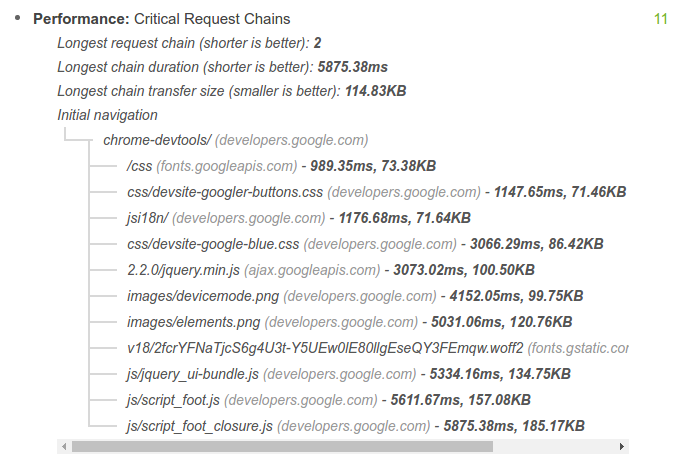 Performance: Critical Request Chains 11
Longest request chain (shorter is better): 2
Longest chain duration (shorter is better): 5875.38ms
Longest chain transfer size (smaller is better): 114.83KB
Initial navigation
chrome-devtools/ (developers.google.com)
/css (fonts.googleapis.com) - 989.35ms, 73.38KB
css/devsite-googler-buttons.css (developers.google.com) - 1147.65ms, 71.46KB
jsi18n/ (developers.google.com) - 1176.68ms, 71.64KB
css/devsite-google-blue.css (developers.google.com) - 3066.29ms, 86.42KB
2.2.0/jquery.min.js (ajax.googleapis.com) - 3073.02ms, 100.50KB
images/devicemode.png (developers.google.com) - 4152.05ms, 99.75KB
images/elements.png (developers.google.com) - 5031.06ms, 120.76KB
v18/2fcrYFNaTjcS6g4U3t-Y5UEw0lE80llgEseQY3FEmqw.woff2 (fonts.gstatic.cor
js/jquery_ui-bundle.js (developers.google.com) - 5334.16ms, 134.75KB
js/script_foot.js (developers.google.com) - 5611.67ms, 157.08KB
js/script_foot_closure.js (developers.google.com) - 5875.38ms, 185.17KB